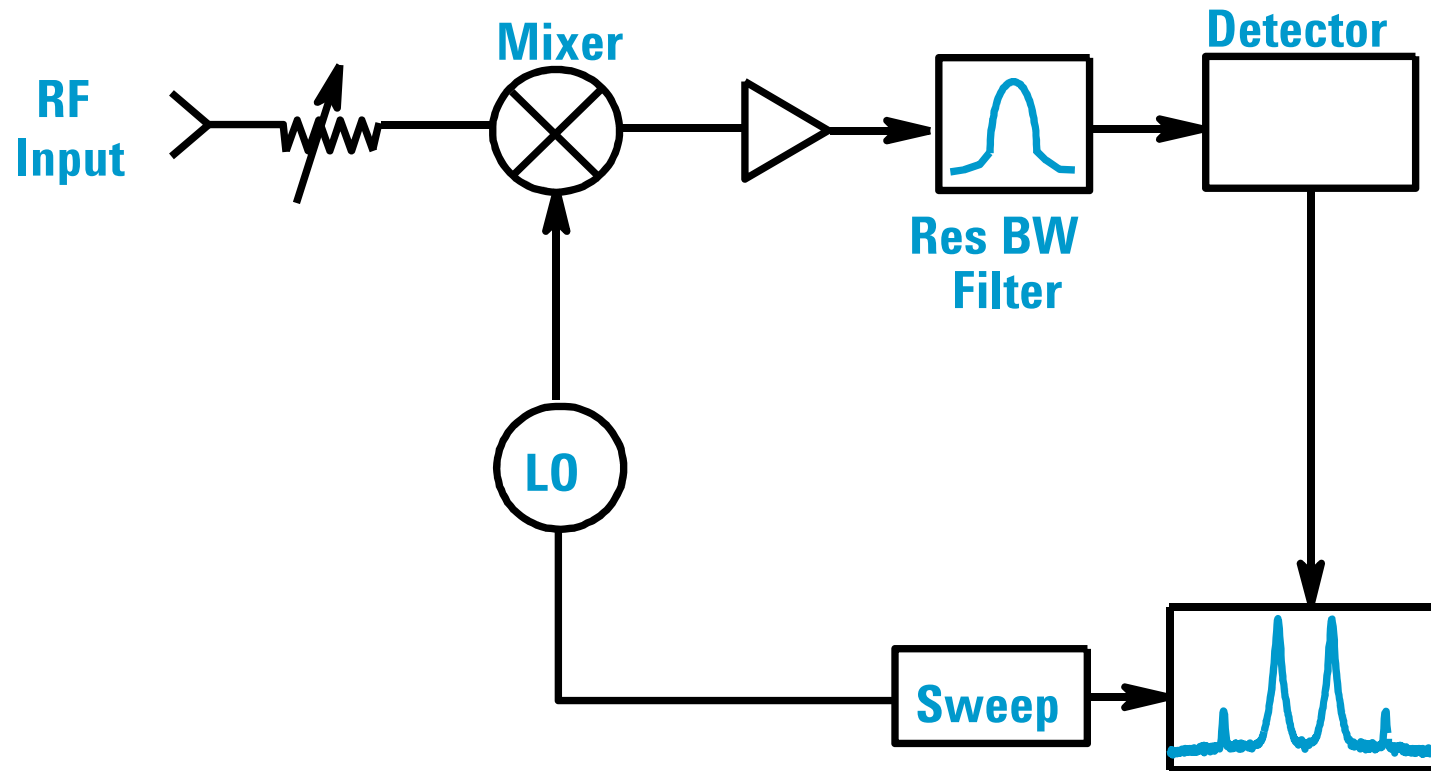 RF
Input
Mixer
Detector
Res BW
Filter
LO
Sweep